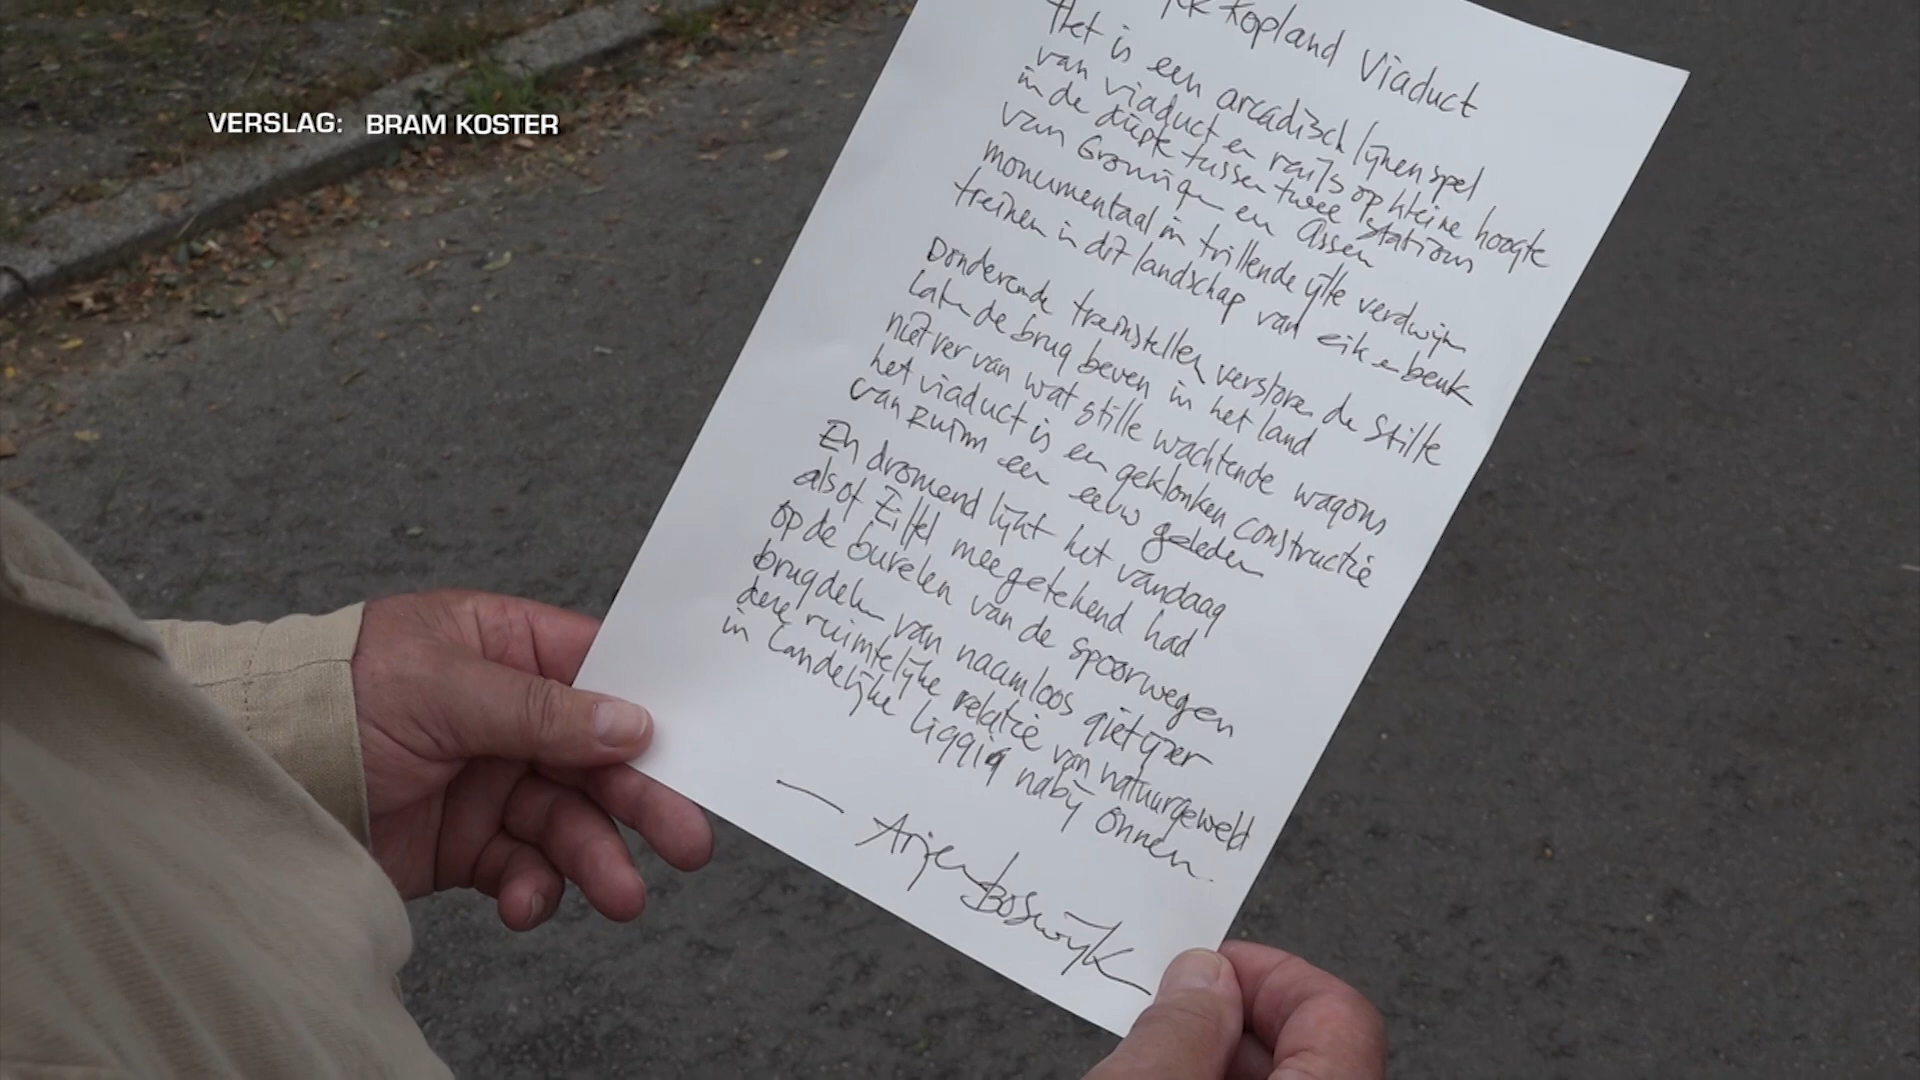 VERSLAG: BRAM KOSTER
Kopland Viaduct
Het is een arcadisch lijnenspel
van viaduct en rails op kleine hoogte
in de diepte tussen twee stations
van Groningen en Assen
monumentaal in trillende ijlte verdwijnen
treinen in dit landschap van eik en beuk
Donderende treinstellen verstoren de stilte
Laten de brug beven in het land
niet ver van wat stille wachtende wagons
het viaduct is een geklonken constructie
van ruim een eeuw geleden
En dromend lijkt het vandaag
alsof Eiffel meegetekend had
op de burelen van de spoorwegen
brugdelen van naamloos gietijzer
deze ruimtelijke relatie van natuurgeweld
in landelijke ligging nabij Onnen.
— Arjen Boswijk